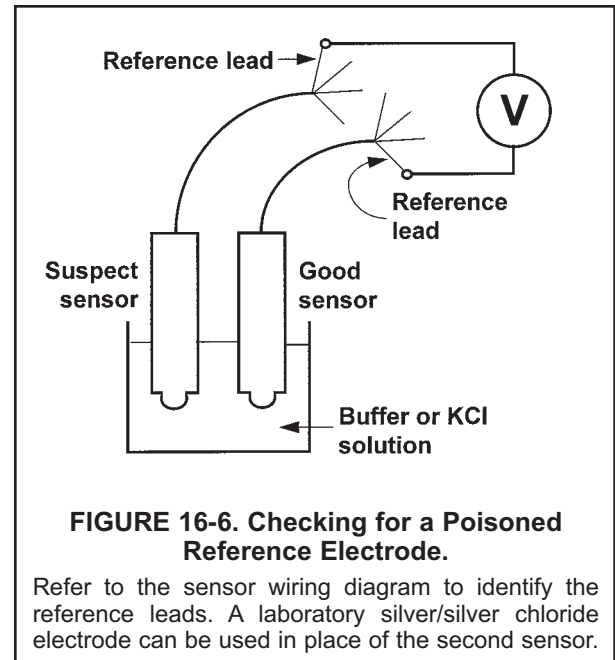 Reference lead
V
Reference
lead
Suspect
sensor
Good
sensor
Buffer or KCl
solution
FIGURE 16-6. Checking for a Poisoned
Reference Electrode.
Refer to the sensor wiring diagram to identify the
reference leads. A laboratory silver/silver chloride
electrode can be used in place of the second sensor.